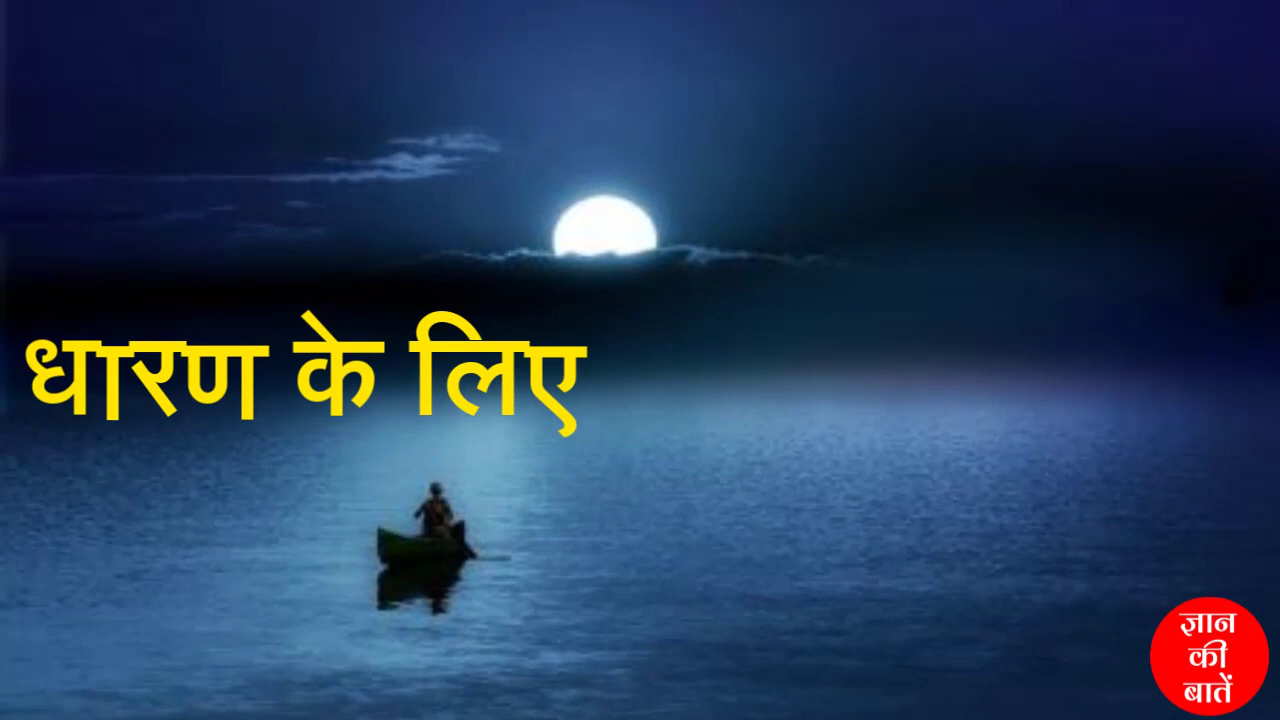 धारण के लिए
ज्ञान
की
बातें